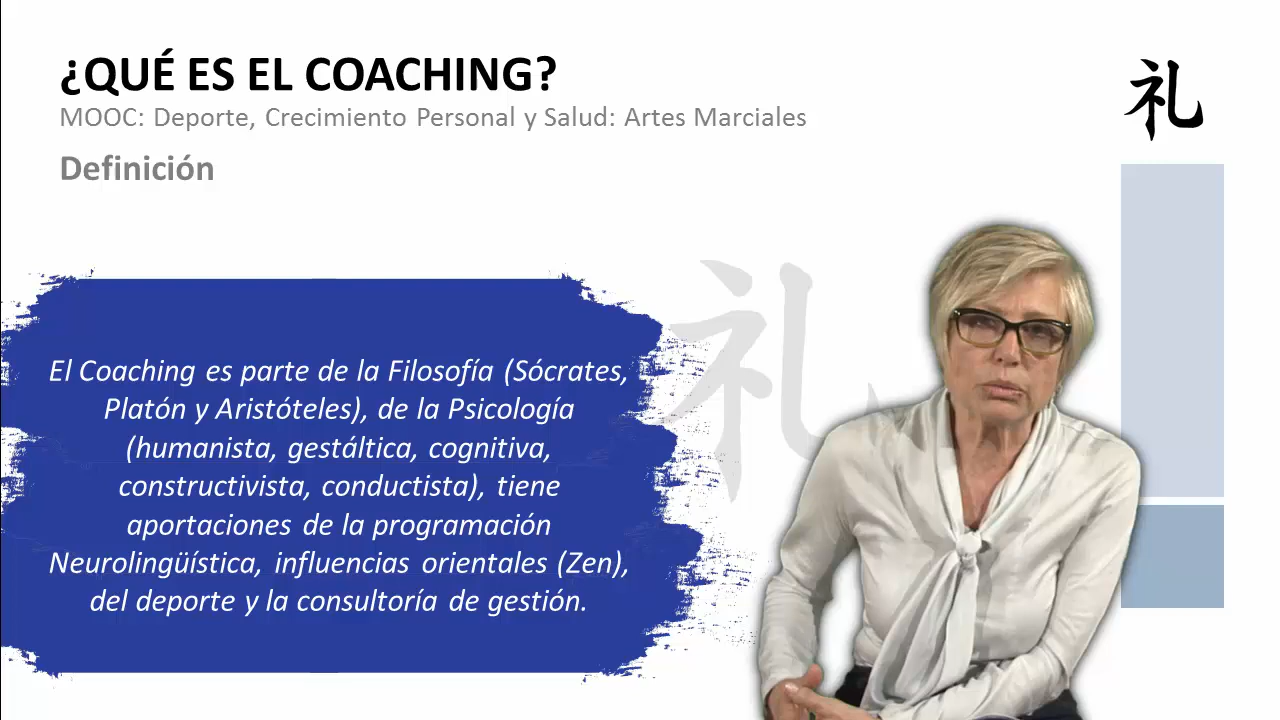 ¿QUÉ ES EL COACHING?
礼
MOOC: Deporte, Crecimiento Personal y Salud: Artes Marciales
Definición
礼
El Coaching es parte de la Filosofía (Sócrates,
Platón y Aristóteles), de la Psicología
(humanista, gestáltica, cognitiva,
constructivista, conductista), tiene
aportaciones de la programación
Neurolingüística, influencias orientales (Zen),
del deporte y la consultoría de gestión.